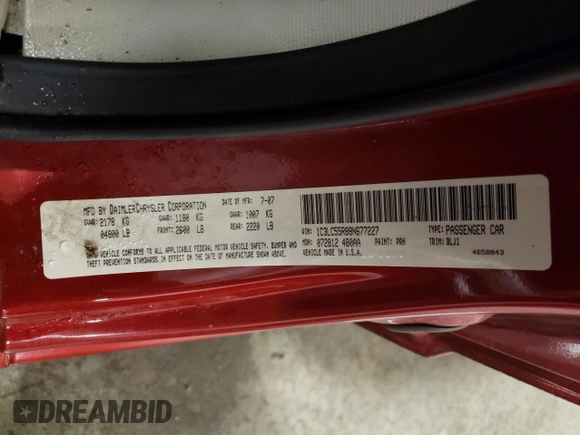 MFD BY DAIMLERCHRYSLER CORPORATION DATE OF MFR: 7-07
GVWR: 2178 KG GAWR: 1180 KG GAWR: 1007 KG
04800 LB FRONT: 2600 LB REAR: 2220 LB
THIS VEHICLE CONFORMS TO ALL APPLICABLE FEDERAL MOTOR VEHICLE SAFETY, BUMPER AND
THEFT PREVENTION STANDARDS IN EFFECT ON THE DATE OF MANUFACTURE SHOWN ABOVE.
VIN: 1C3LC55R88N677227 TYPE: PASSENGER CAR
MDH: 072812 480AA PAINT: PRH TRIM: BLJ1
MADE IN U.S.A. 4658843
DREAMBID